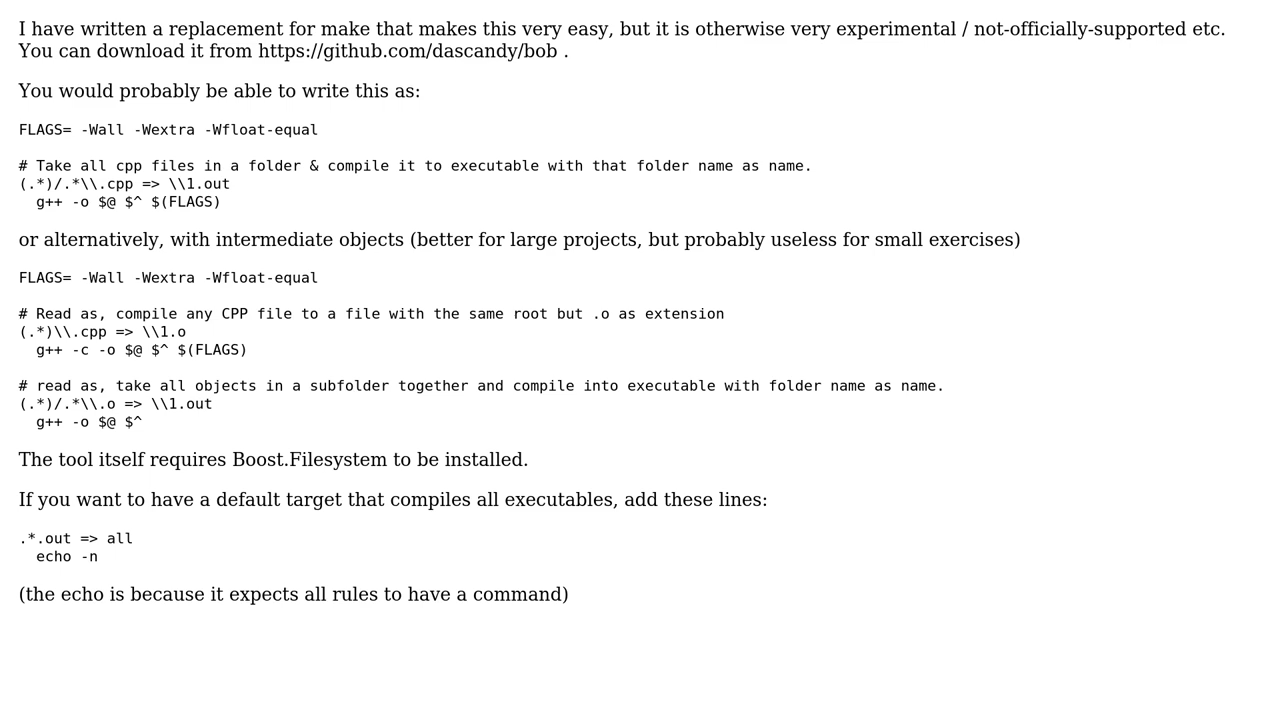 I have written a replacement for make that makes this very easy, but it is otherwise very experimental / not-officially-supported etc.
You can download it from https://github.com/dascandy/bob .
You would probably be able to write this as:
FLAGS= -Wall -Wextra -Wfloat-equal
# Take all cpp files in a folder & compile it to executable with that folder name as name.
(.*)/.*\\.cpp => \\1.out
  g++ -o $@ $^ $(FLAGS)
or alternatively, with intermediate objects (better for large projects, but probably useless for small exercises)
FLAGS= -Wall -Wextra -Wfloat-equal
# Read as, compile any CPP file to a file with the same root but .o as extension
(.*)\\.cpp => \\1.o
  g++ -c -o $@ $^ $(FLAGS)
# read as, take all objects in a subfolder together and compile into executable with folder name as name.
(.*)/.*\\.o => \\1.out
  g++ -o $@ $^
The tool itself requires Boost.Filesystem to be installed.
If you want to have a default target that compiles all executables, add these lines:
.*.out => all
  echo -n
(the echo is because it expects all rules to have a command)